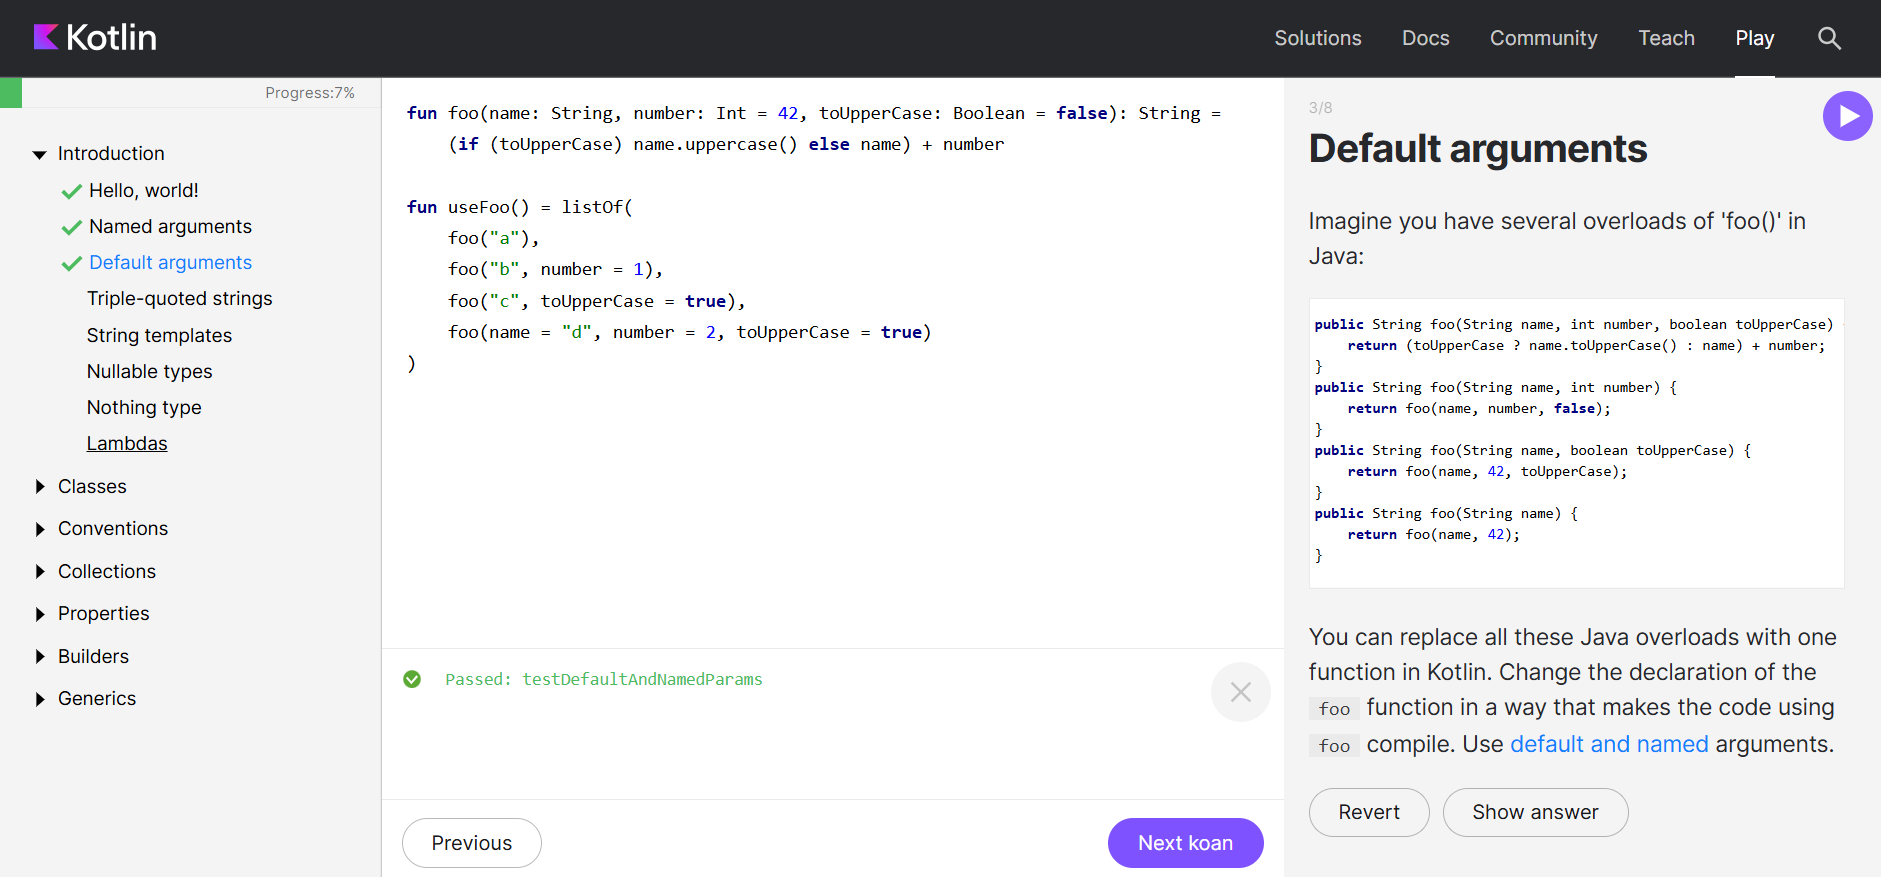 Kotlin
Solutions Docs Community Teach Play
Progress:7%
Introduction
Hello, world!
Named arguments
Default arguments
Triple-quoted strings
String templates
Nullable types
Nothing type
Lambdas
Classes
Conventions
Collections
Properties
Builders
Generics
fun foo(name: String, number: Int = 42, toUpperCase: Boolean = false): String =
    (if (toUpperCase) name.uppercase() else name) + number
fun useFoo() = listOf(
    foo("a"),
    foo("b", number = 1),
    foo("c", toUpperCase = true),
    foo(name = "d", number = 2, toUpperCase = true)
)
Passed: testDefaultAndNamedParams
Previous
Next koan
3/8
Default arguments
Imagine you have several overloads of 'foo()' in
Java:
public String foo(String name, int number, boolean toUpperCase)
    return (toUpperCase ? name.toUpperCase() : name) + number;
}
public String foo(String name, int number) {
    return foo(name, number, false);
}
public String foo(String name, boolean toUpperCase) {
    return foo(name, 42, toUpperCase);
}
public String foo(String name) {
    return foo(name, 42);
}
You can replace all these Java overloads with one
function in Kotlin. Change the declaration of the
foo function in a way that makes the code using
foo compile. Use default and named arguments.
Revert
Show answer